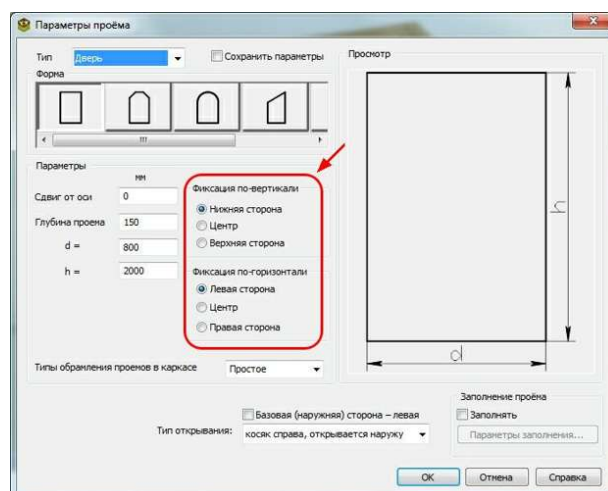 Параметры проёма
Тип Дверь Сохранить параметры
Форма
Просмотр
Параметры
мм
Сдвиг от оси 0
Глубина проема 150
d = 800
h = 2000
Фиксация по-вертикали
Нижняя сторона
Центр
Верхняя сторона
Фиксация по-горизонтали
Левая сторона
Центр
Правая сторона
h
d
Типы обрамления проемов в каркасе Простое
Базовая (наружняя) сторона – левая
Тип открывания: косяк справа, открывается наружу
Заполнение проёма
Заполнять
Параметры заполнения...
ОК Отмена Справка